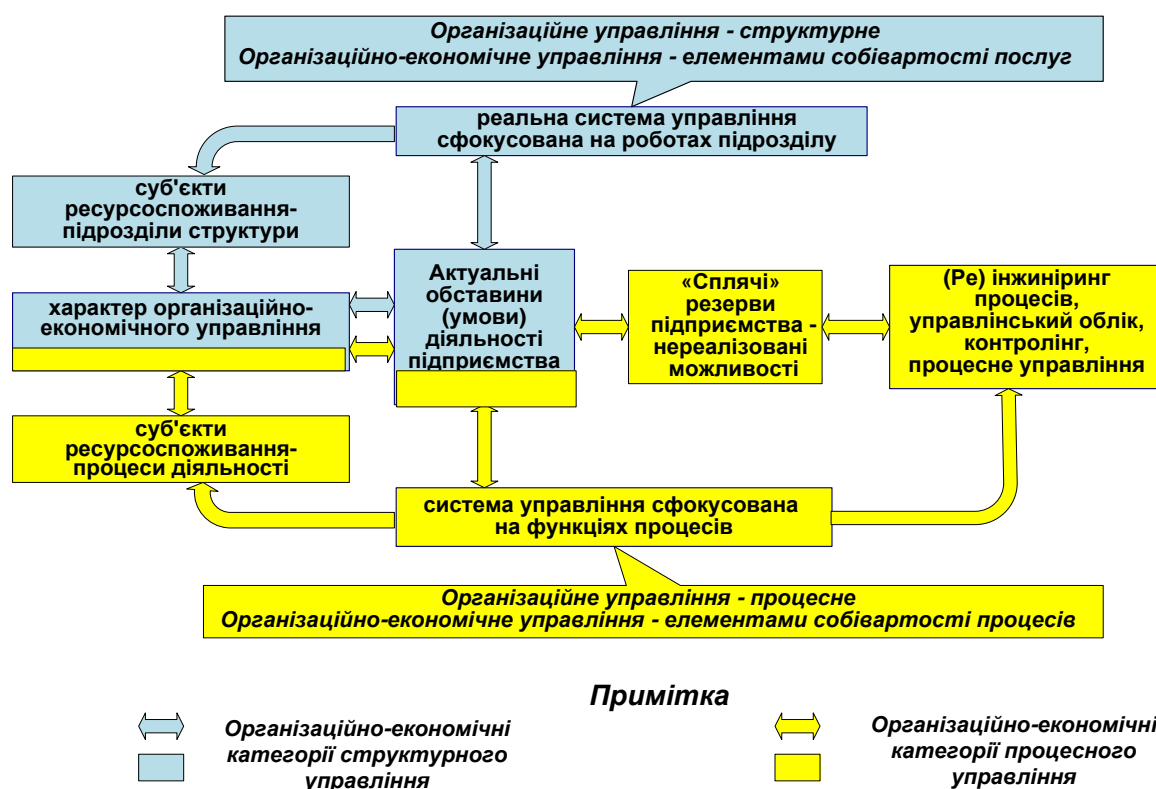 Організаційне управління - структурне
Організаційно-економічне управління - елементами собівартості послуг
реальна система управління
сфокусована на роботах підрозділу
суб'єкти
ресурсоспоживання-
підрозділи структури
характер організаційно-
економічного управління
Актуальні
обставини
(умови)
діяльності
підприємства
«Сплячі»
резерви
підприємства -
нереалізовані
можливості
(Ре) інжиніринг
процесів,
управлінський облік,
контролінг,
процесне управління
суб'єкти
ресурсоспоживання-
процеси діяльності
система управління сфокусована
на функціях процесів
Організаційне управління - процесне
Організаційно-економічне управління - елементами собівартості процесів
Примітка
Організаційно-економічні
категорії структурного
управління
Організаційно-економічні
категорії процесного
управління